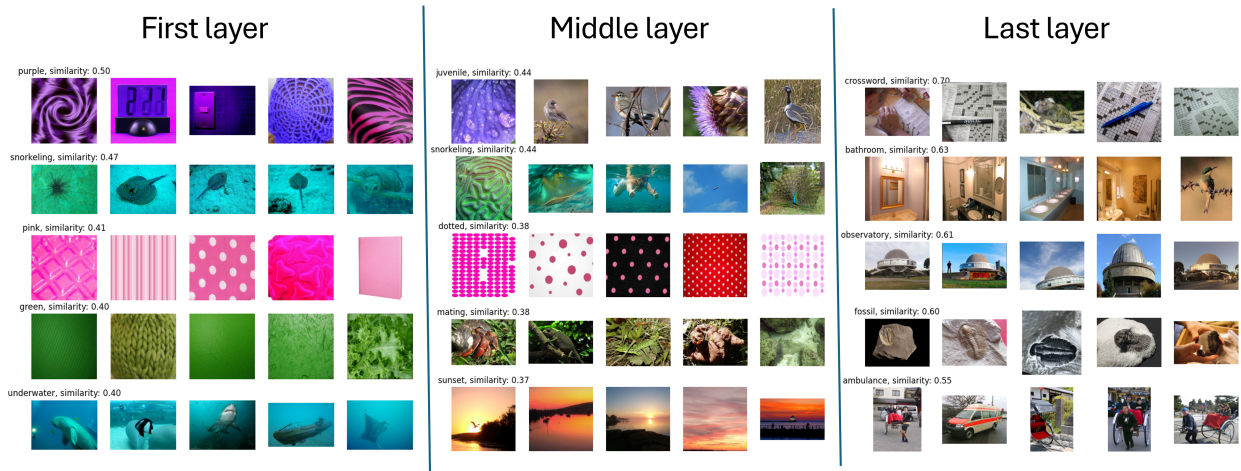 First layer
purple, similarity: 0.50
snorkeling, similarity: 0.47
pink, similarity: 0.41
green, similarity: 0.40
underwater, similarity: 0.40
Middle layer
juvenile, similarity: 0.44
snorkeling, similarity: 0.44
dotted, similarity: 0.38
mating, similarity: 0.38
sunset, similarity: 0.37
Last layer
crossword, similarity: 0.70
bathroom, similarity: 0.63
observatory, similarity: 0.61
fossil, similarity: 0.60
ambulance, similarity: 0.55